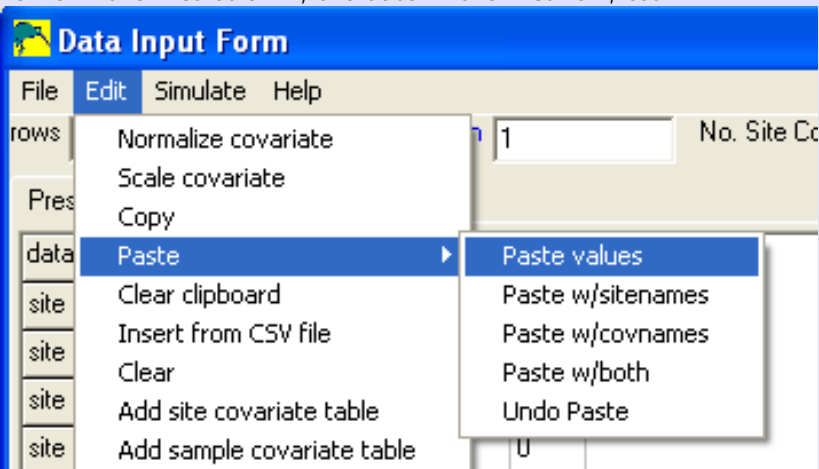 Data Input Form
File Edit Simulate Help
rows 1 No. Site Co
Normalize covariate
Scale covariate
Pres
Copy
data
Paste
Paste values
site
Clear clipboard
Paste w/sitenames
Insert from CSV file
Paste w/covnames
site
Clear
Paste w/both
site
Add site covariate table
Undo Paste
site
Add sample covariate table